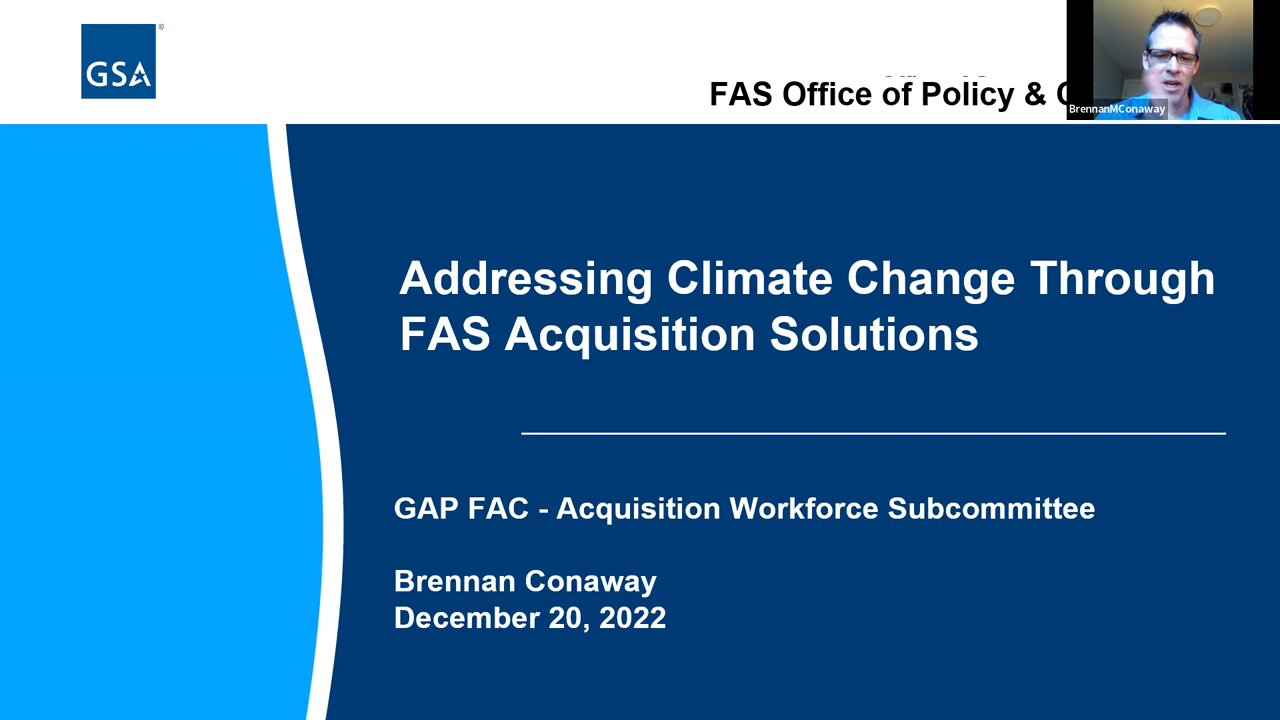 GSA
®
FAS Office of Policy &
BrennanMConaway
Addressing Climate Change Through
FAS Acquisition Solutions
GAP FAC - Acquisition Workforce Subcommittee
Brennan Conaway
December 20, 2022